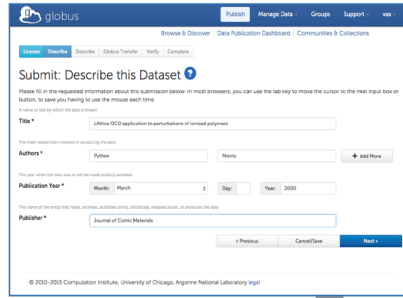 globus
Publish Manage Data Groups Support vas
Browse & Discover Data Publication Dashboard Communities & Collections
License Describe Describe Globus Transfer Verify Complete
Submit: Describe this Dataset ?
Please fill in the requested information about this submission below. In most browsers, you can use the tab key to move the cursor to the next input box or
button, to save you having to use the mouse each time.
A name or title by which the data is known
Title *
Lattice QCD application to perturbations of ionized polymers
The main researchers involved in producing the data
Authors * Python Monty + Add More
The year when the data was or will be made publicly available
Publication Year * Month: March Day: Year: 2000
The name of the entity that holds, archives, publishes prints, distributes, releases, issues, or produces the data
Publisher * Journal of Comic Materials
< Previous Cancel/Save Next >
© 2010-2015 Computation Institute, University of Chicago, Argonne National Laboratory legal